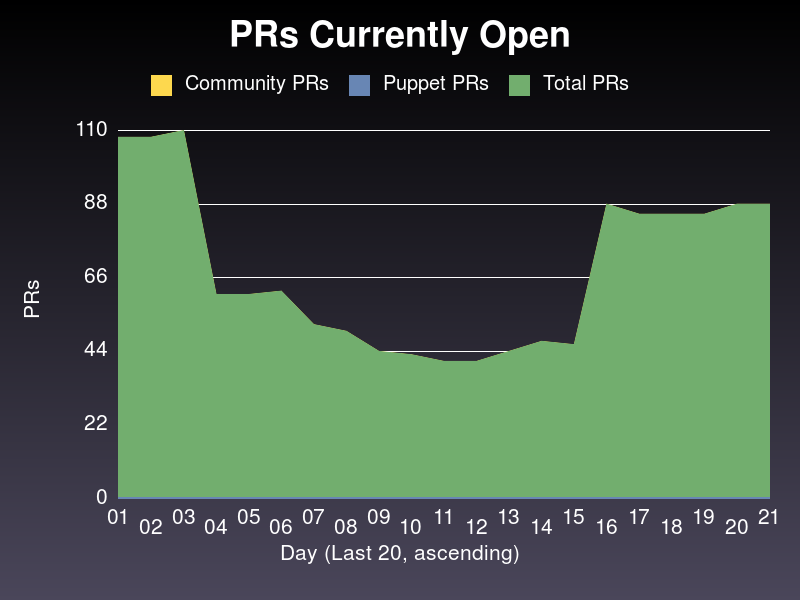 PRs Currently Open
Community PRs Puppet PRs Total PRs
110
88
66
44
22
0
PRs
01 02 03 04 05 06 07 08 09 10 11 12 13 14 15 16 17 18 19 20 21
Day (Last 20, ascending)